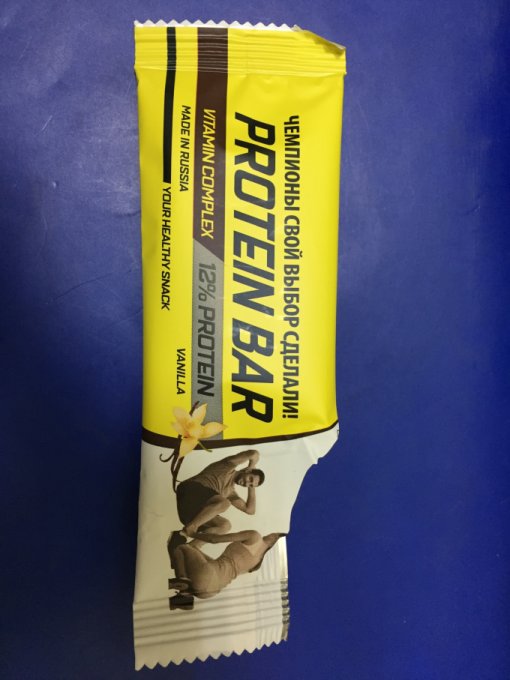 ЧЕМПИОНЫ СВОЙ ВЫБОР СДЕЛАЛИ!
PROTEIN BAR
VITAMIN COMPLEX 12% PROTEIN
MADE IN RUSSIA
VANILLA
YOUR HEALTHY SNACK